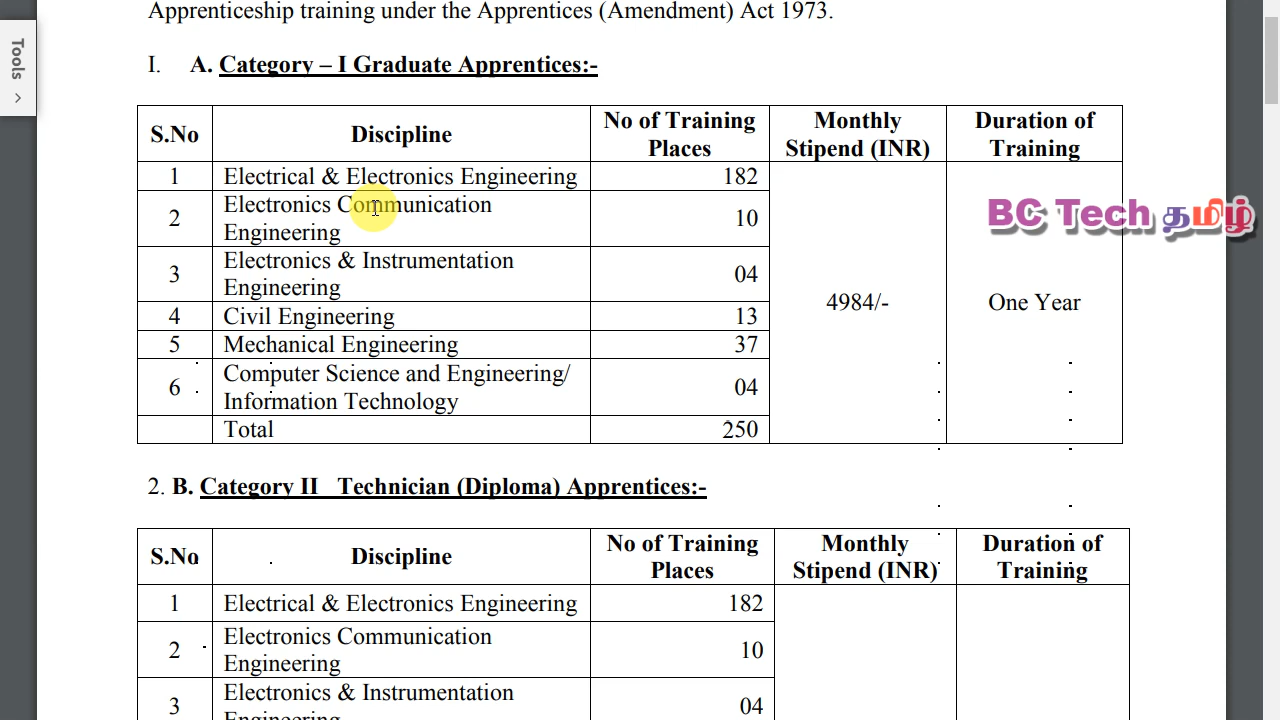 Apprenticeship training under the Apprentices (Amendment) Act 1973.
Tools
I. A. Category – I Graduate Apprentices:-
S.No Discipline No of Training Places Monthly Stipend (INR) Duration of Training
1 Electrical & Electronics Engineering 182
2 Electronics Communication Engineering 10
3 Electronics & Instrumentation Engineering 04
4 Civil Engineering 13
5 Mechanical Engineering 37
6 Computer Science and Engineering/ Information Technology 04
Total 250
4984/- One Year
BC Tech தமிழ்
2. B. Category II Technician (Diploma) Apprentices:-
S.No Discipline No of Training Places Monthly Stipend (INR) Duration of Training
1 Electrical & Electronics Engineering 182
2 Electronics Communication Engineering 10
3 Electronics & Instrumentation Engineering 04